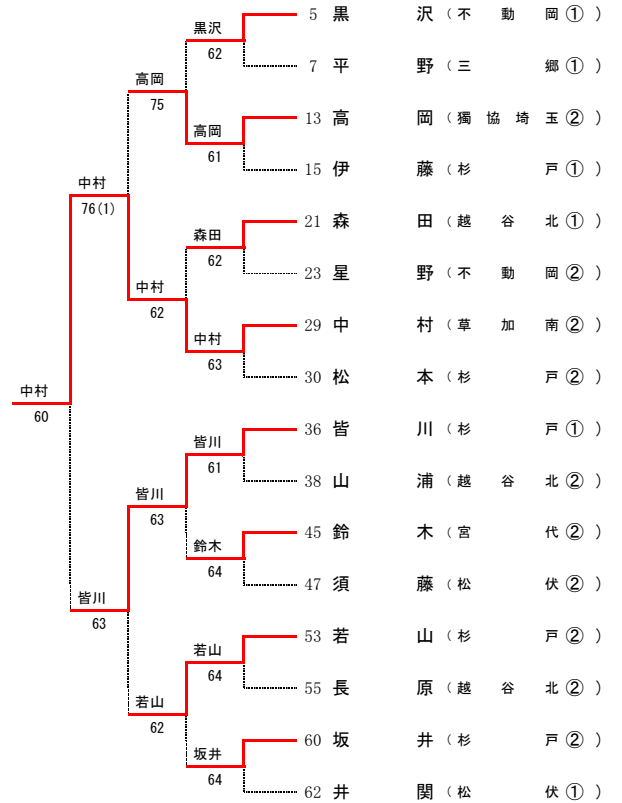 5 黒 沢 ( 不 動 岡 ① )
黒沢
62
7 平 野 ( 三 郷 ① )
高岡
75
13 高 岡 ( 獨 協 埼 玉 ② )
高岡
61
15 伊 藤 ( 杉 戸 ① )
中村
76(1)
21 森 田 ( 越 谷 北 ① )
森田
62
23 星 野 ( 不 動 岡 ② )
中村
62
29 中 村 ( 草 加 南 ② )
中村
63
30 松 本 ( 杉 戸 ② )
中村
60
36 皆 川 ( 杉 戸 ① )
皆川
61
38 山 浦 ( 越 谷 北 ② )
皆川
63
45 鈴 木 ( 宮 代 ② )
鈴木
64
47 須 藤 ( 松 伏 ② )
皆川
63
53 若 山 ( 杉 戸 ② )
若山
64
55 長 原 ( 越 谷 北 ② )
若山
62
60 坂 井 ( 杉 戸 ② )
坂井
64
62 井 関 ( 松 伏 ① )